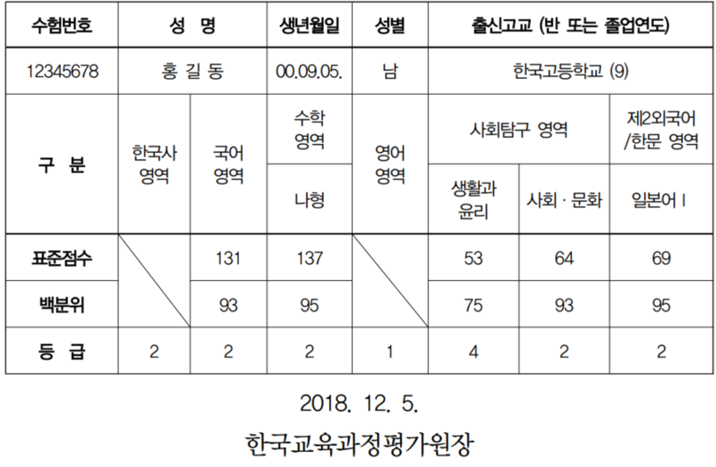 수험번호 성 명 생년월일 성별 출신고교 (반 또는 졸업연도)
12345678 홍 길 동 00.09.05. 남 한국고등학교 (9)
구 분 한국사 영역 국어 영역 수학 영역 영어 영역 사회탐구 영역 제2외국어 /한문 영역
나형 생활과 윤리 사회·문화 일본어Ⅰ
표준점수 131 137 53 64 69
백분위 93 95 75 93 95
등 급 2 2 2 1 4 2 2
2018. 12. 5.
한국교육과정평가원장